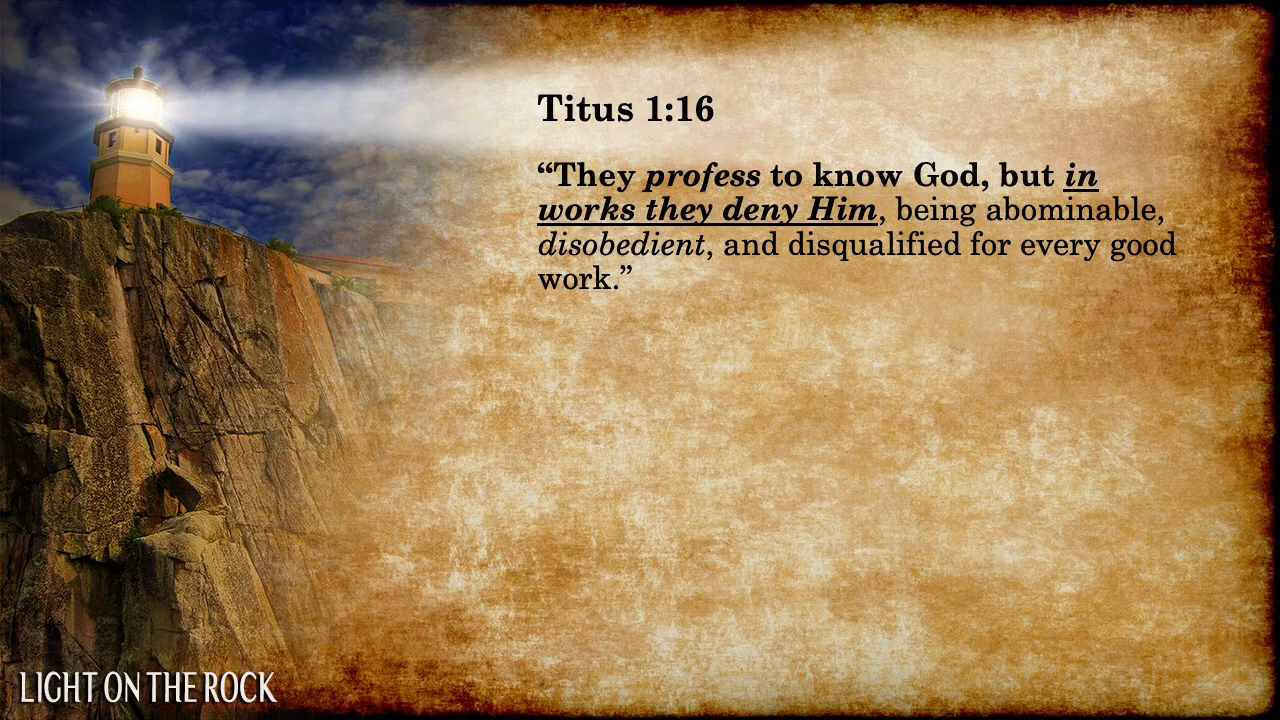 Titus 1:16
“They profess to know God, but in
works they deny Him, being abominable,
disobedient, and disqualified for every good
work.”
LIGHT ON THE ROCK